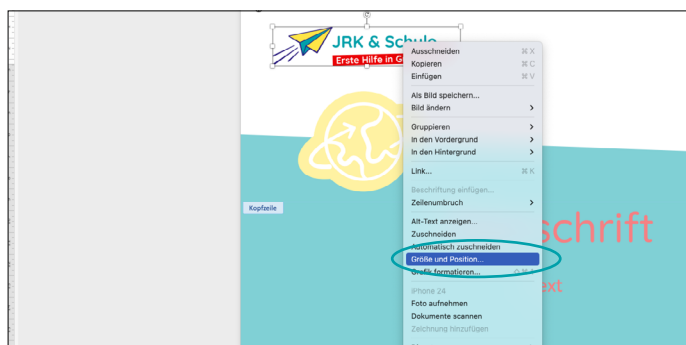 JRK & Schule
Erste Hilfe in G
Ausschneiden ⌘ X
Kopieren ⌘ C
Einfügen ⌘ V
Als Bild speichern...
Bild ändern >
Gruppieren >
In den Vordergrund >
In den Hintergrund >
Link... ⌘ K
Beschriftung einfügen...
Zeilenumbruch >
Kopfzeile
Alt-Text anzeigen...
Zuschneiden
schrift
Automatisch zuschneiden
Größe und Position...
Grafik formatieren...
ext
iPhone 24
Foto aufnehmen
Dokumente scannen
Zeichnung hinzufügen